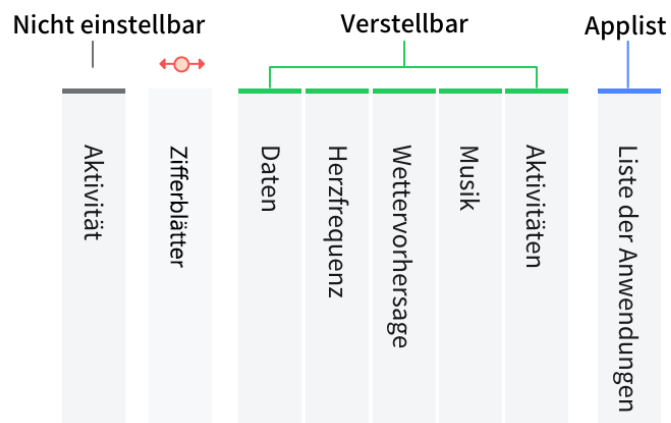 Nicht einstellbar
Verstellbar
Applist
Aktivität
Zifferblätter
Daten
Herzfrequenz
Wettervorhersage
Musik
Aktivitäten
Liste der Anwendungen